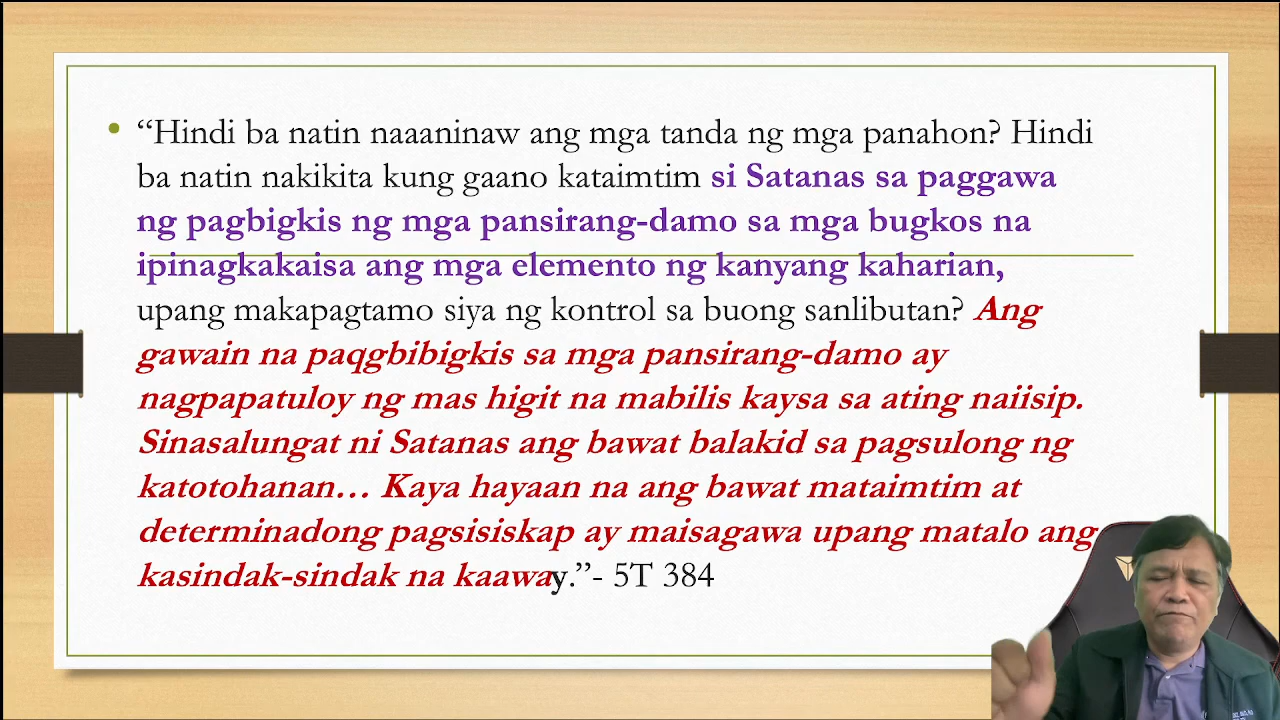 • “Hindi ba natin naaaninaw ang mga tanda ng mga panahon? Hindi
ba natin nakikita kung gaano kataimtim si Satanas sa paggawa
ng pagbigkis ng mga pansirang-damo sa mga bugkos na
ipinagkakaisa ang mga elemento ng kanyang kaharian,
upang makapagtamo siya ng kontrol sa buong sanlibutan? Ang
gawain na paqgbibigkis sa mga pansirang-damo ay
nagpapatuloy ng mas higit na mabilis kaysa sa ating naiisip.
Sinasalungat ni Satanas ang bawat balakid sa pagsulong ng
katotohanan… Kaya hayaan na ang bawat mataimtim at
determinadong pagsisiskap ay maisagawa upang matalo ang
kasindak-sindak na kaaway.”- 5T 384